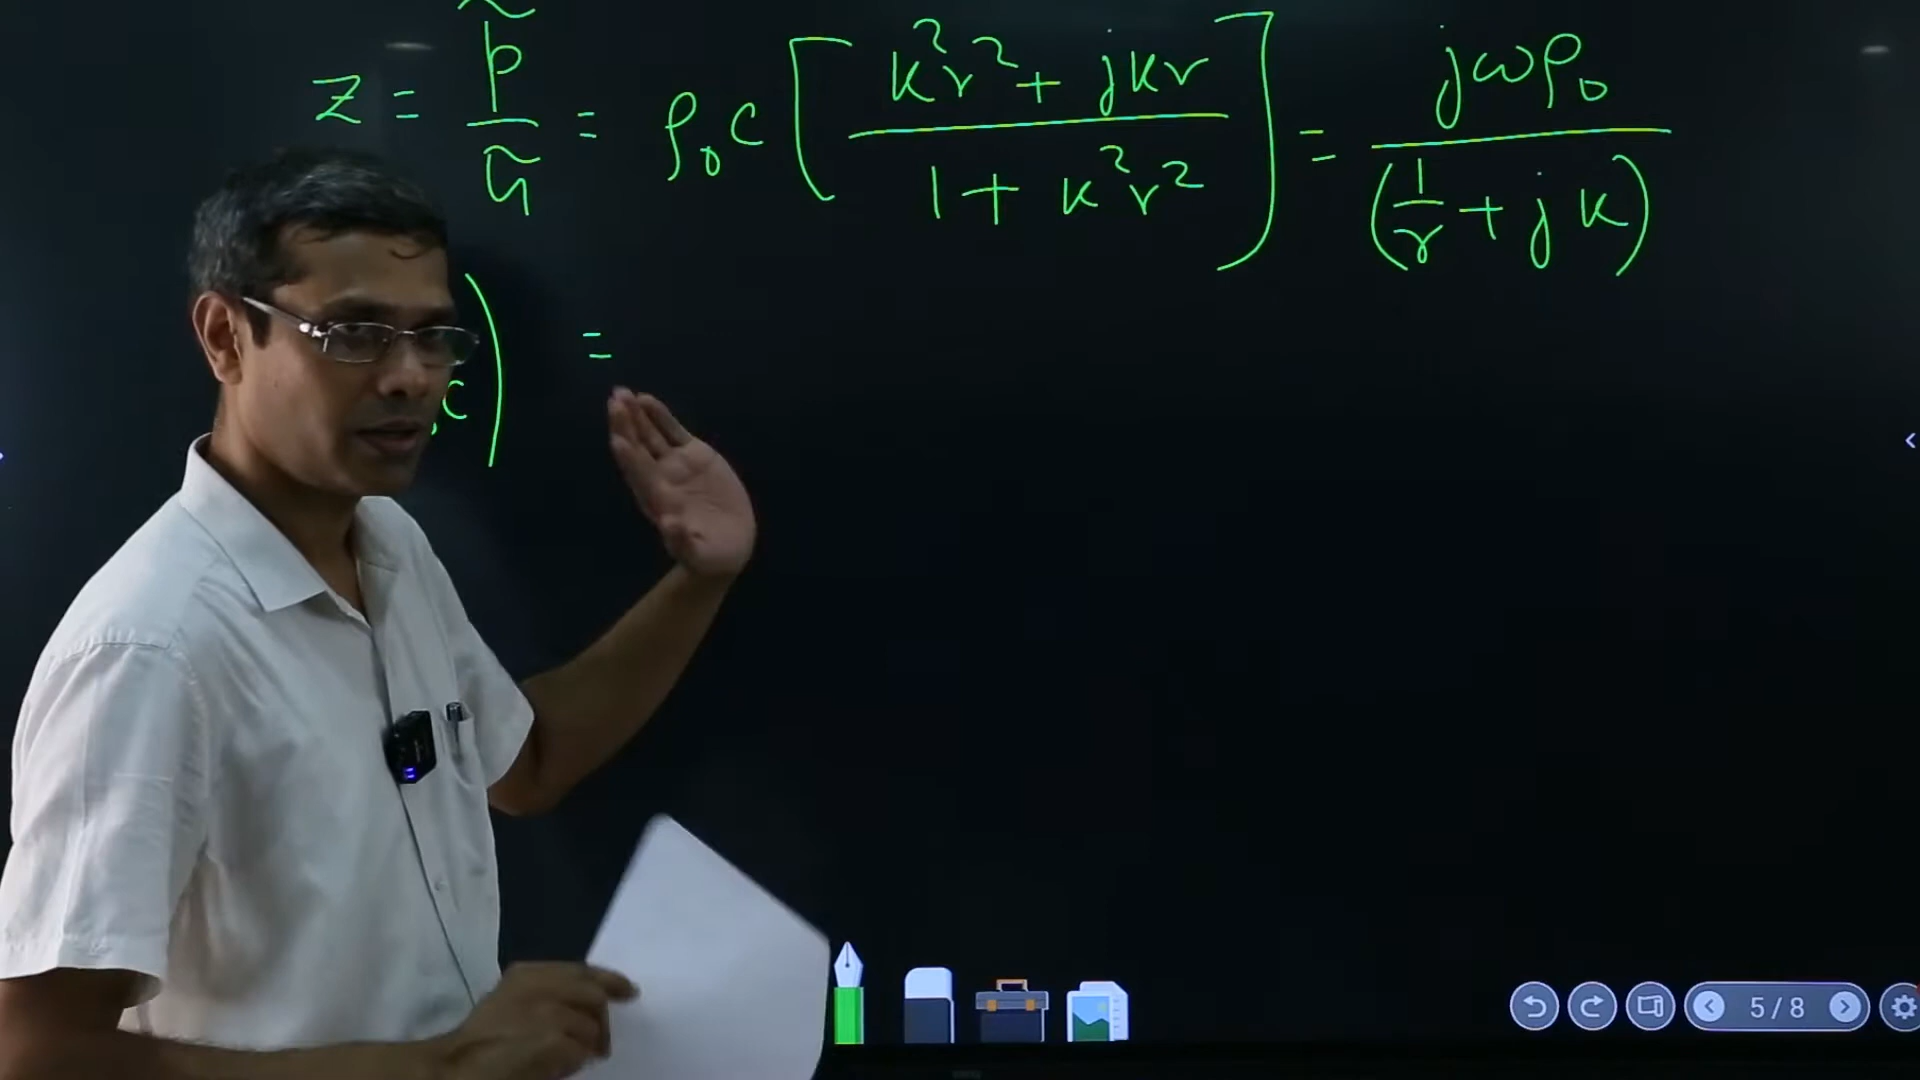 Z = p̃ / ũ = ρ₀c [ (k²r² + jkr) / (1 + k²r²) ] = jωρ₀ / (1/r + jk)
c ) =
5 / 8